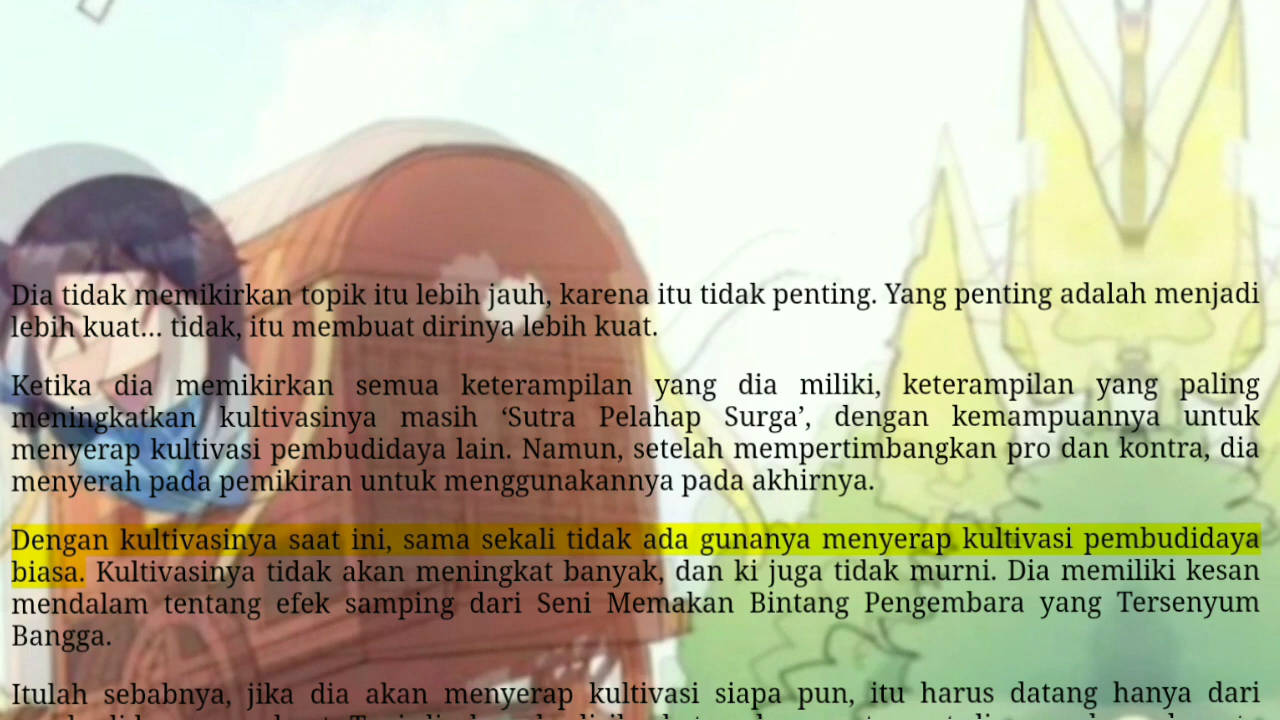 Dia tidak memikirkan topik itu lebih jauh, karena itu tidak penting. Yang penting adalah menjadi
lebih kuat... tidak, itu membuat dirinya lebih kuat.
Ketika dia memikirkan semua keterampilan yang dia miliki, keterampilan yang paling
meningkatkan kultivasinya masih ‘Sutra Pelahap Surga’, dengan kemampuannya untuk
menyerap kultivasi pembudidaya lain. Namun, setelah mempertimbangkan pro dan kontra, dia
menyerah pada pemikiran untuk menggunakannya pada akhirnya.
Dengan kultivasinya saat ini, sama sekali tidak ada gunanya menyerap kultivasi pembudidaya
biasa. Kultivasinya tidak akan meningkat banyak, dan ki juga tidak murni. Dia memiliki kesan
mendalam tentang efek samping dari Seni Memakan Bintang Pengembara yang Tersenyum
Bangga.
Itulah sebabnya, jika dia akan menyerap kultivasi siapa pun, itu harus datang hanya dari